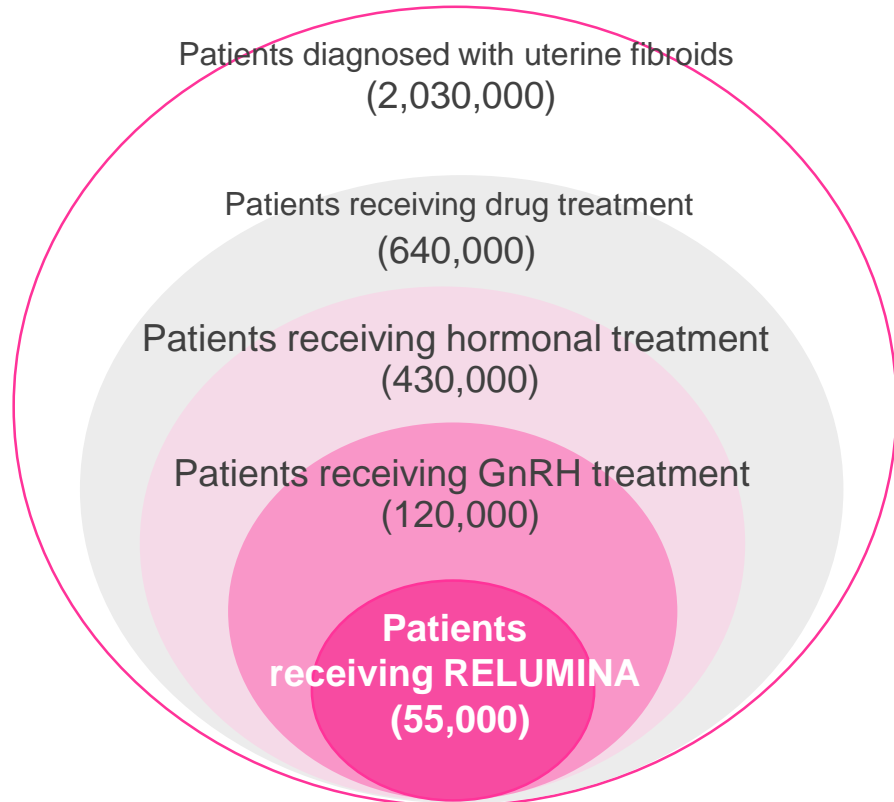 Patients diagnosed with uterine fibroids
(2,030,000)
Patients receiving drug treatment
(640,000)
Patients receiving hormonal treatment
(430,000)
Patients receiving GnRH treatment
(120,000)
Patients
receiving RELUMINA
(55,000)